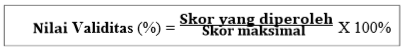 Nilai Validitas (%) = Skor yang diperoleh / Skor maksimal X 100%